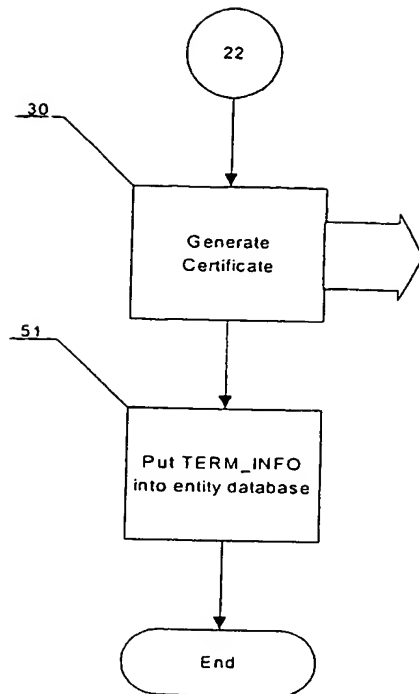 22
30
Generate
Certificate
51
Put TERM_INFO
into entity database
End